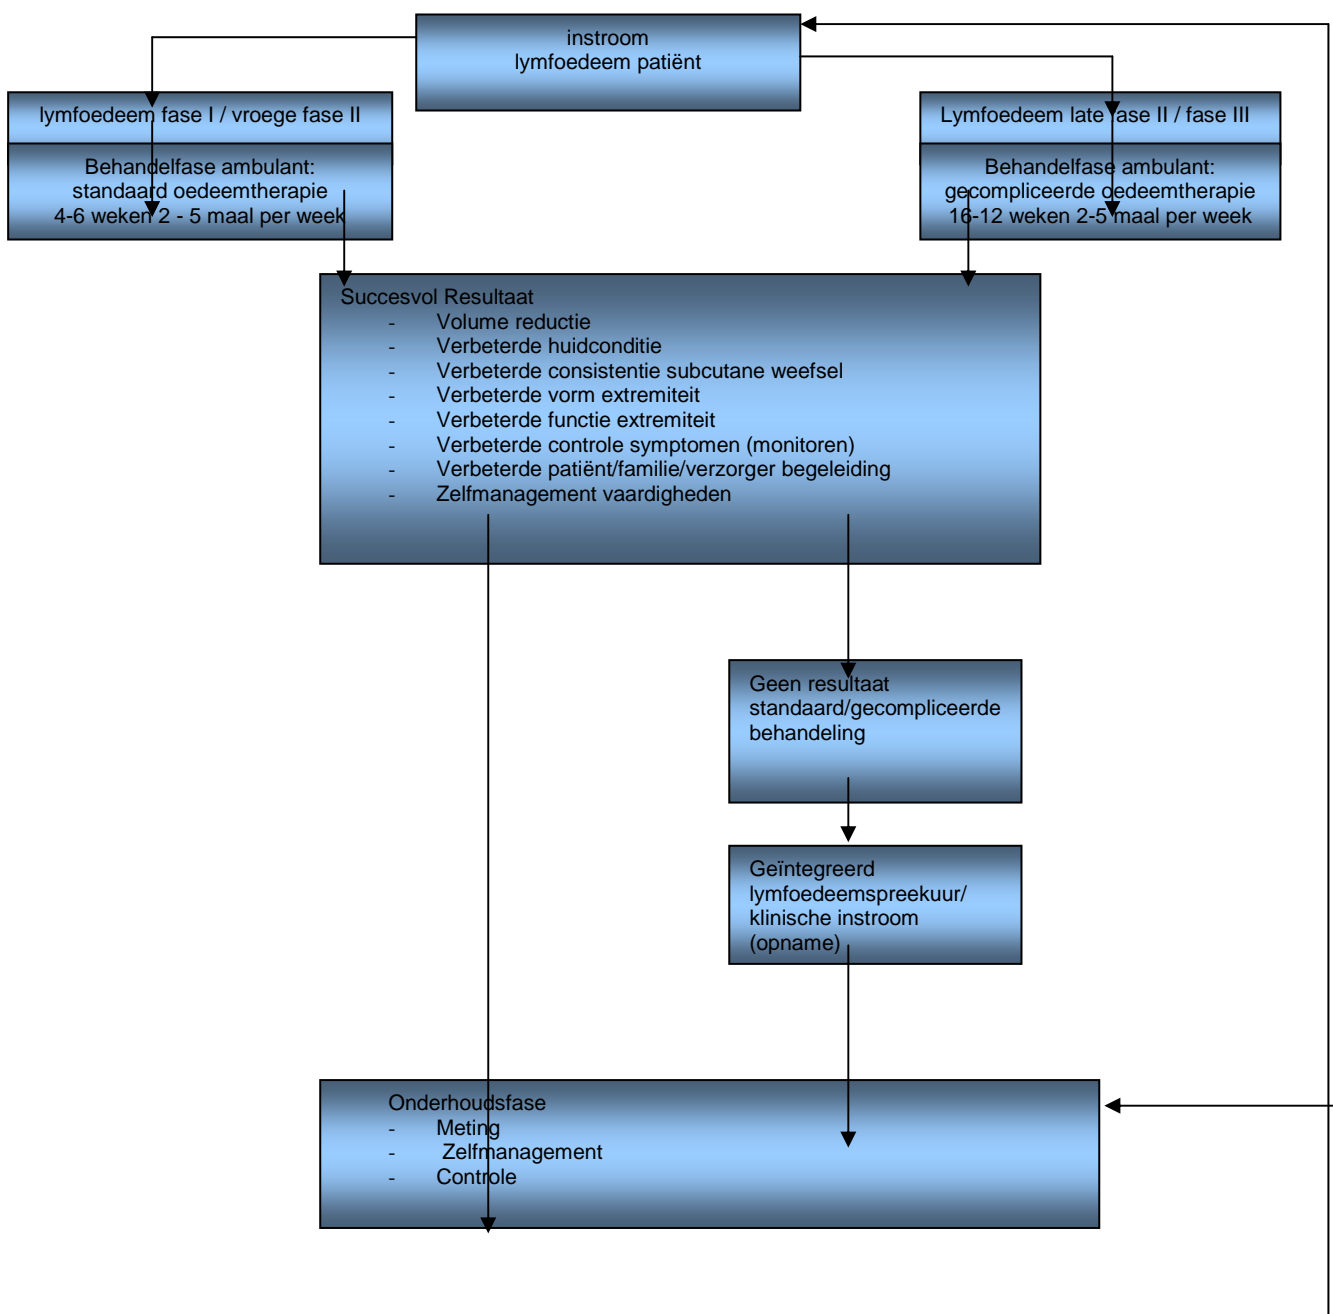 instroom
lymfoedeem patiënt
lymfoedeem fase I / vroege fase II
Behandelfase ambulant:
standaard oedeemtherapie
4-6 weken 2 - 5 maal per week
Lymfoedeem late fase II / fase III
Behandelfase ambulant:
gecompliceerde oedeemtherapie
16-12 weken 2-5 maal per week
Succesvol Resultaat
- Volume reductie
- Verbeterde huidconditie
- Verbeterde consistentie subcutane weefsel
- Verbeterde vorm extremiteit
- Verbeterde functie extremiteit
- Verbeterde controle symptomen (monitoren)
- Verbeterde patiënt/familie/verzorger begeleiding
- Zelfmanagement vaardigheden
Geen resultaat
standaard/gecompliceerde
behandeling
Geïntegreerd
lymfoedeemspreekuur/
klinische instroom
(opname)
Onderhoudsfase
- Meting
- Zelfmanagement
- Controle